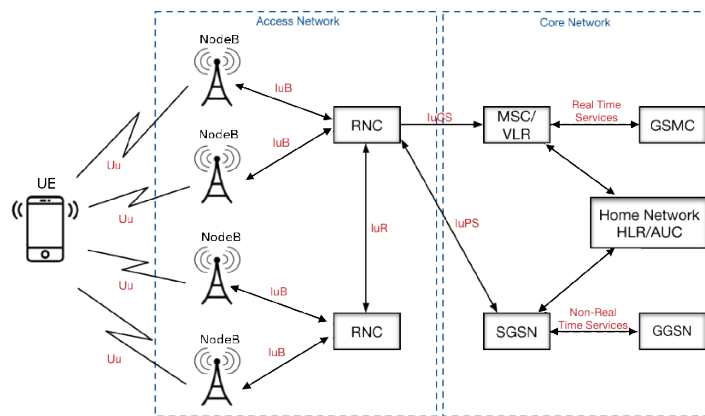 Access Network
Core Network
NodeB
IuB
RNC
IuCS
MSC/
VLR
Real Time
Services
GSMC
Uu
NodeB
IuB
UE
Uu
IuR
IuPS
Home Network
HLR/AUC
NodeB
Uu
IuB
RNC
SGSN
Non-Real
Time Services
GGSN
NodeB
Uu
IuB